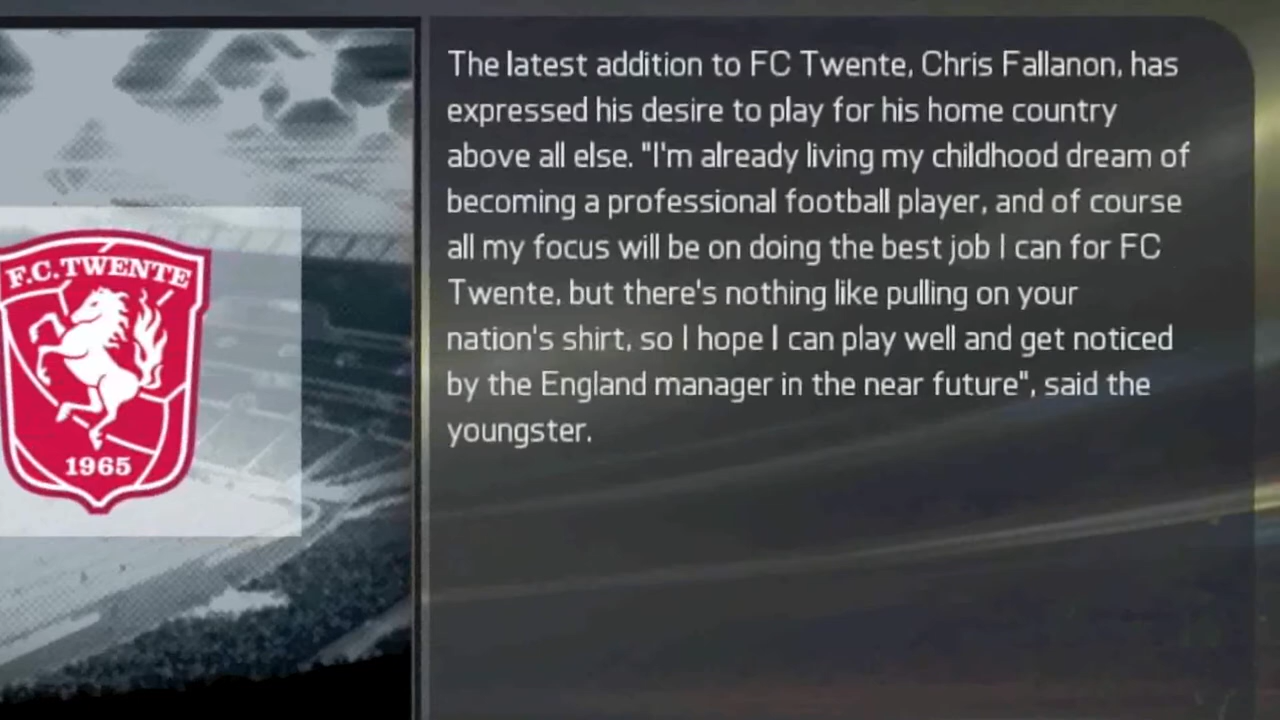 F.C.TWENTE
1965
The latest addition to FC Twente, Chris Fallanon, has
expressed his desire to play for his home country
above all else. "I'm already living my childhood dream of
becoming a professional football player, and of course
all my focus will be on doing the best job I can for FC
Twente, but there's nothing like pulling on your
nation's shirt, so I hope I can play well and get noticed
by the England manager in the near future", said the
youngster.